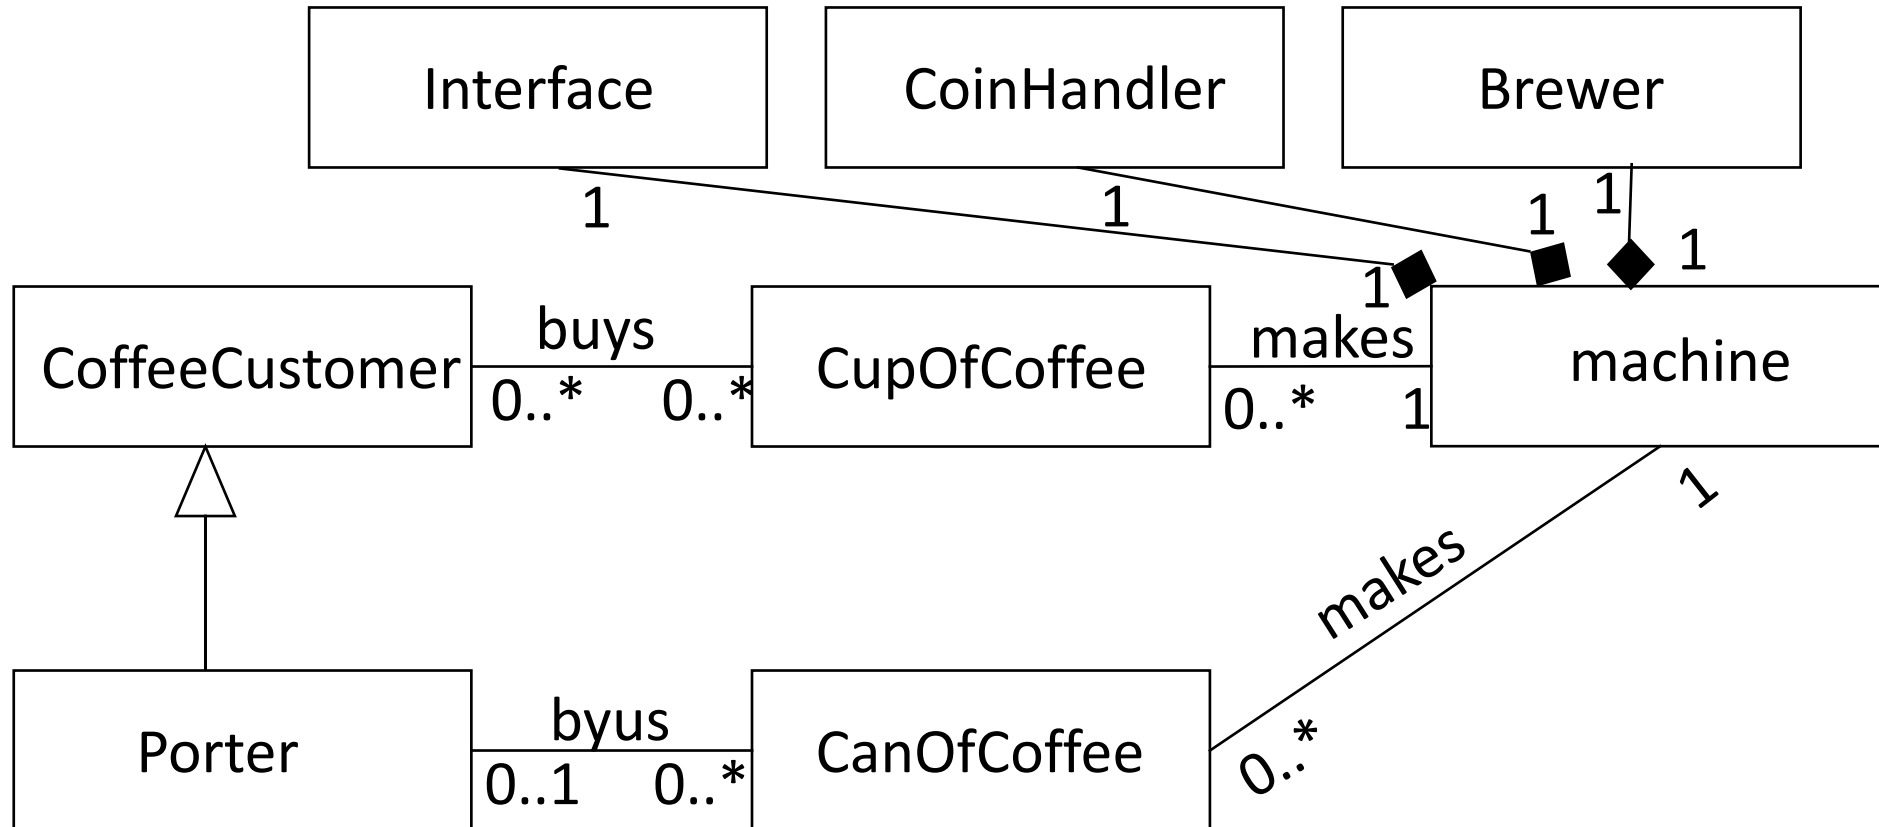 Interface
CoinHandler
Brewer
1
1
1
1
1
1
CoffeeCustomer
buys
0..*
0..*
CupOfCoffee
makes
0..*
1
machine
1
makes
0..*
Porter
byus
0..1
0..*
CanOfCoffee